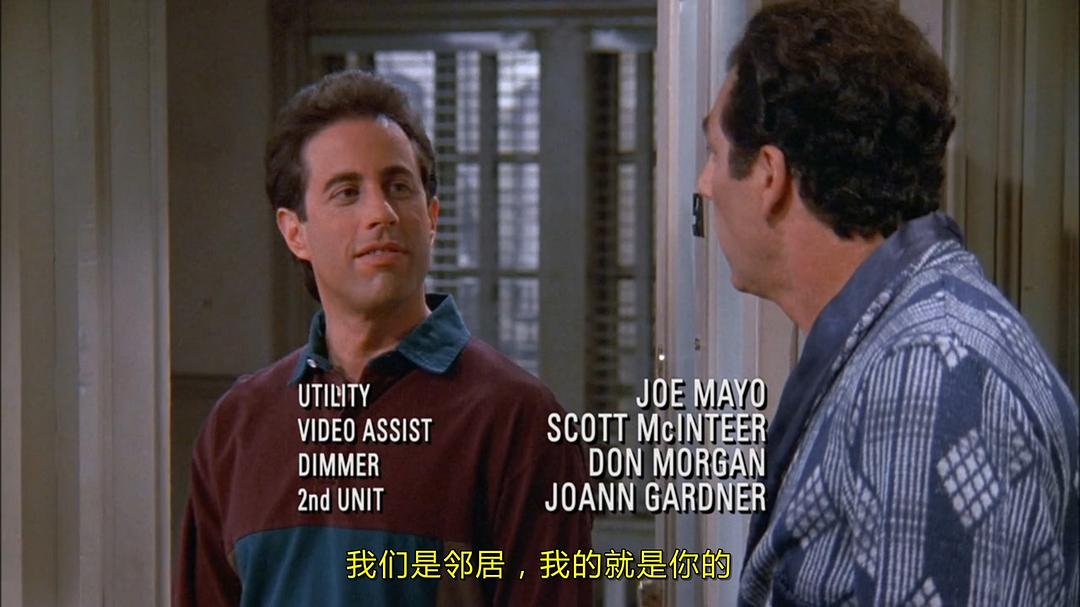 UTILITY JOE MAYO
VIDEO ASSIST SCOTT McINTEER
DIMMER DON MORGAN
2nd UNIT JOANN GARDNER
我们是邻居，我的就是你的